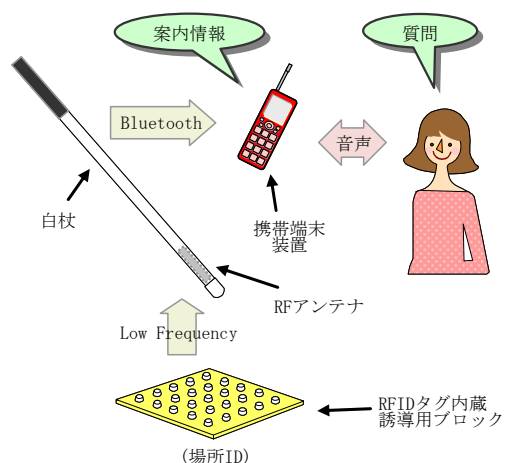 案内情報
質問
Bluetooth
音声
白杖
携帯端末
装置
RFアンテナ
Low Frequency
RFIDタグ内蔵
誘導用ブロック
(場所ID)